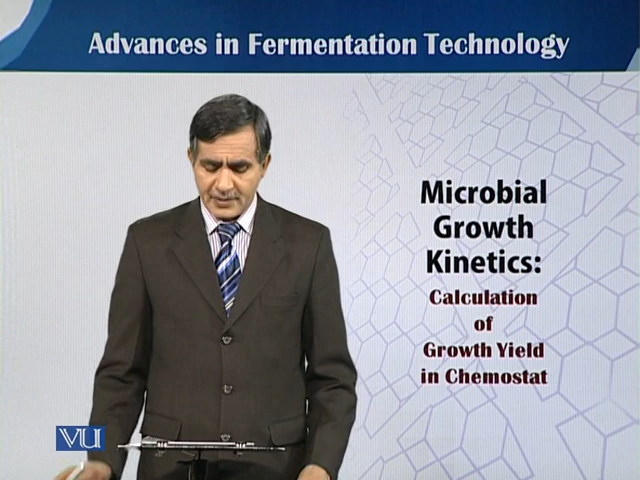 Advances in Fermentation Technology
Microbial
Growth
Kinetics:
Calculation
of
Growth Yield
in Chemostat
VU